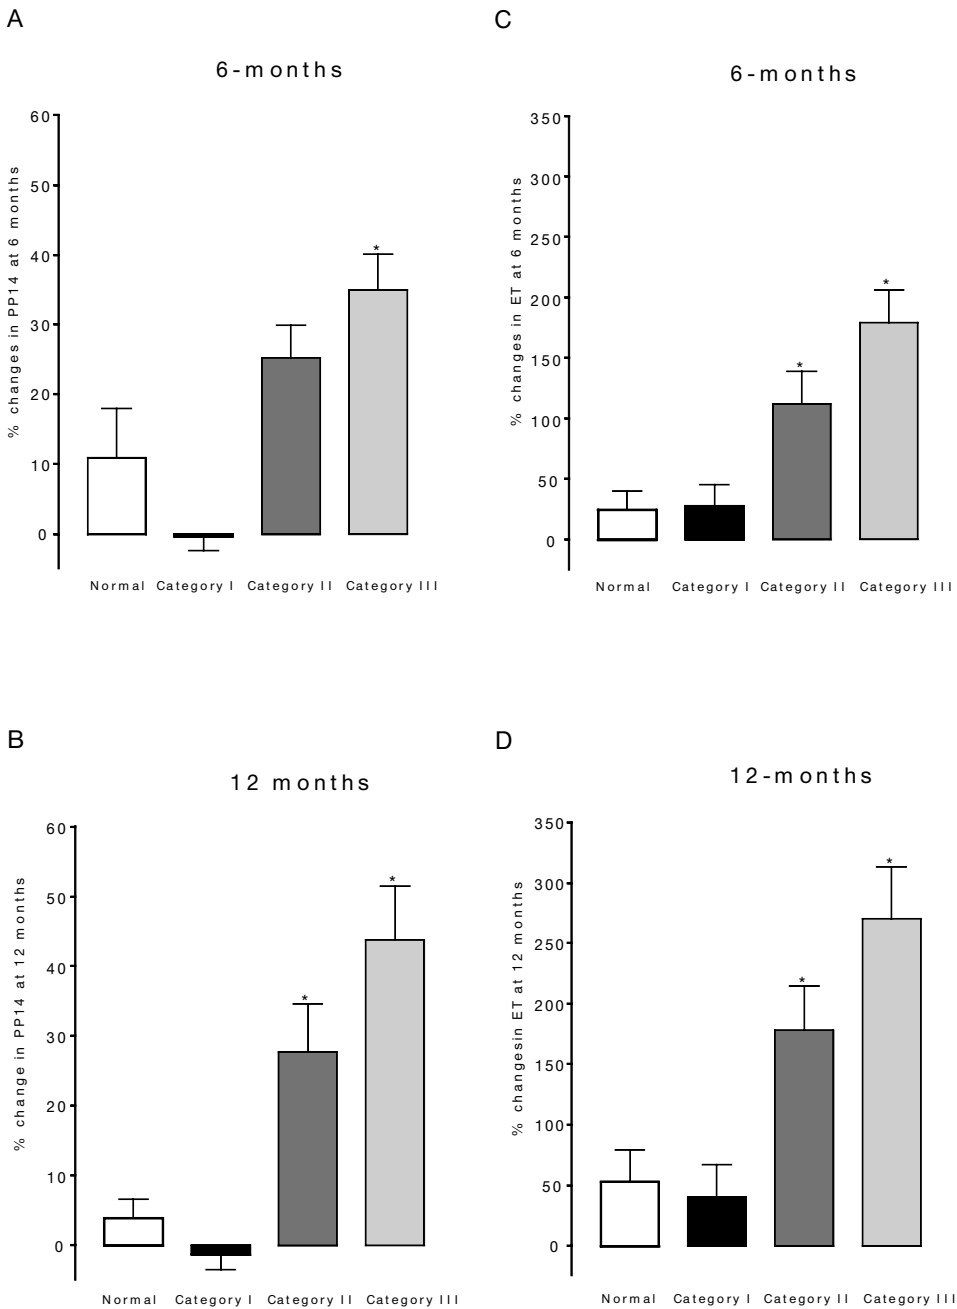 A
6-months
% changes in PP14 at 6 months
60
50
40
30
20
10
0
*
Normal Category I Category II Category III
C
6-months
% changes in ET at 6 months
350
300
250
200
150
100
50
0
*
*
Normal Category I Category II Category III
B
12 months
% change in PP14 at 12 months
60
50
40
30
20
10
0
*
*
Normal Category I Category II Category III
D
12-months
% changesin ET at 12 months
350
300
250
200
150
100
50
0
*
*
Normal Category I Category II Category III